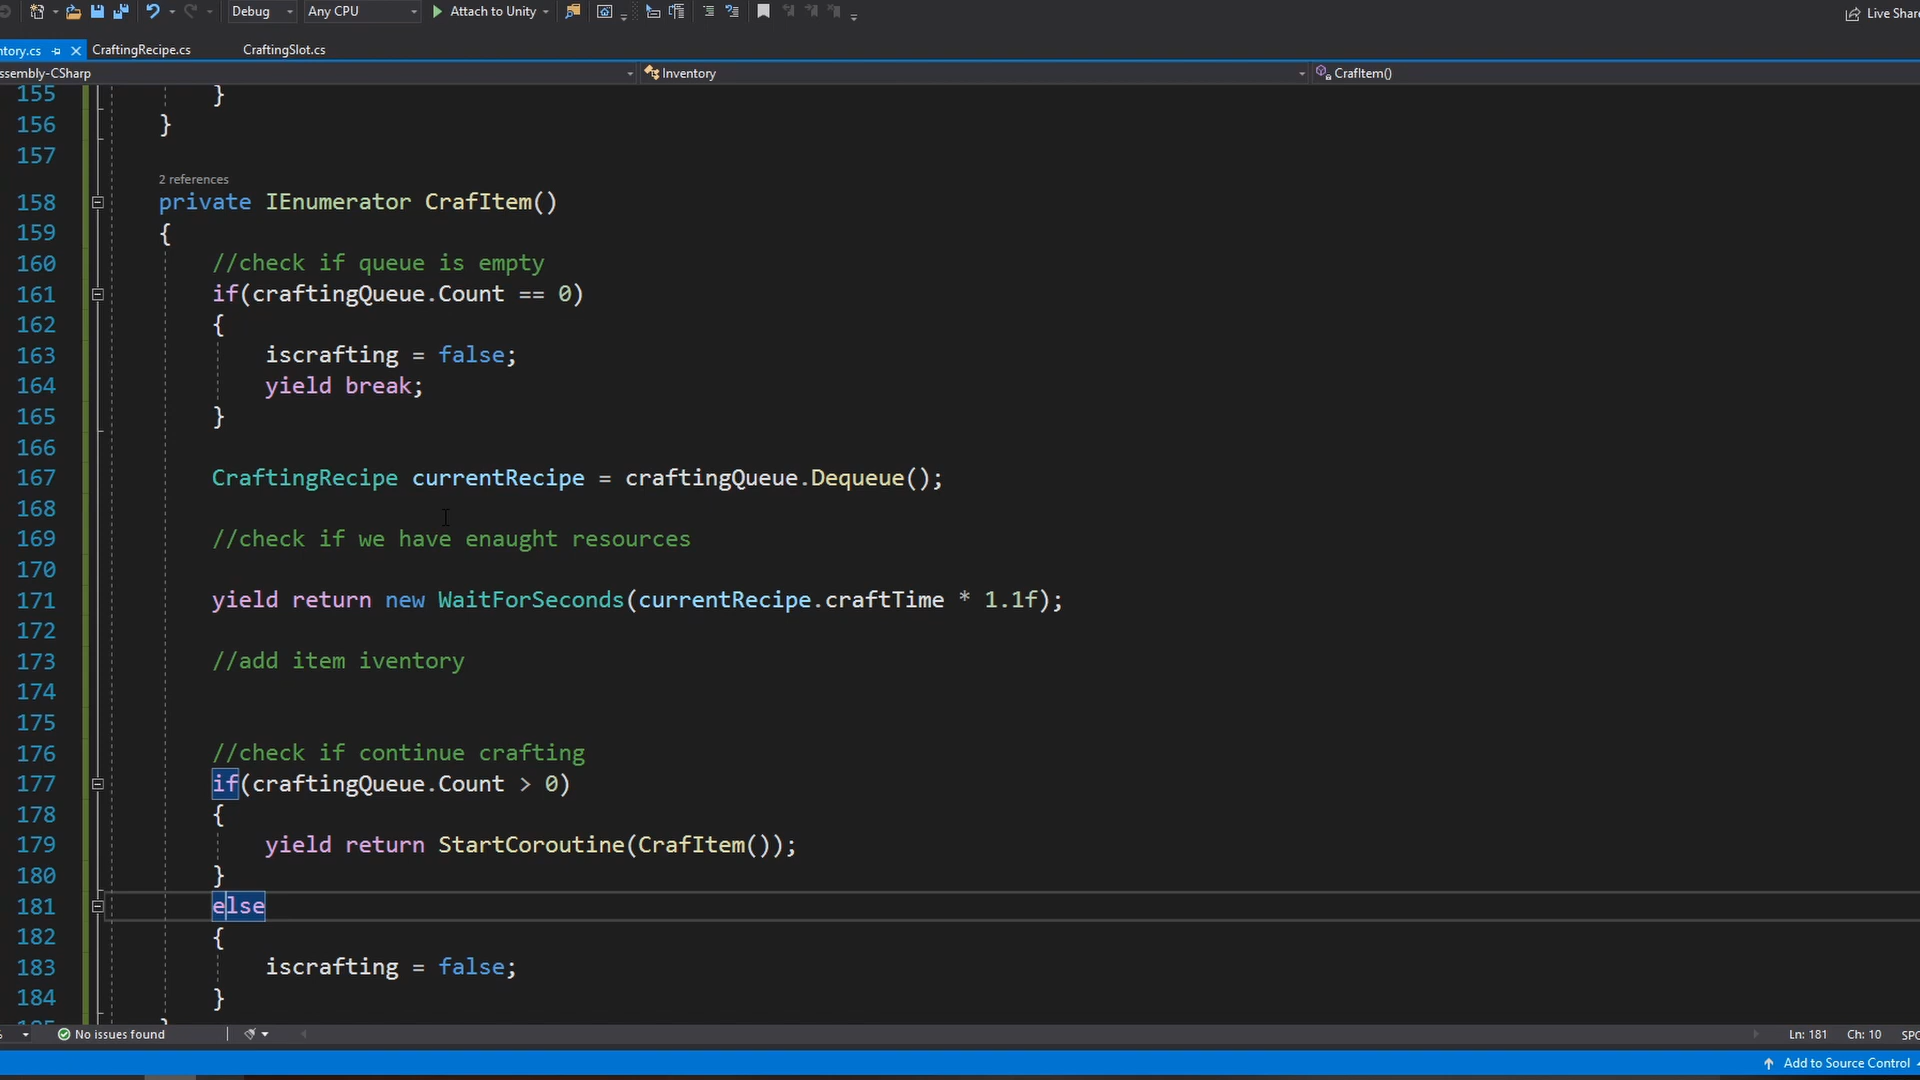 Debug Any CPU Attach to Unity Live Share
ntory.cs CraftingRecipe.cs CraftingSlot.cs
ssembly-CSharp Inventory CrafItem()
155 }
156 }
157
2 references
158 private IEnumerator CrafItem()
159 {
160 //check if queue is empty
161 if(craftingQueue.Count == 0)
162 {
163 iscrafting = false;
164 yield break;
165 }
166
167 CraftingRecipe currentRecipe = craftingQueue.Dequeue();
168
169 //check if we have enaught resources
170
171 yield return new WaitForSeconds(currentRecipe.craftTime * 1.1f);
172
173 //add item iventory
174
175
176 //check if continue crafting
177 if(craftingQueue.Count > 0)
178 {
179 yield return StartCoroutine(CrafItem());
180 }
181 else
182 {
183 iscrafting = false;
184 }
No issues found Ln: 181 Ch: 10 SPC
Add to Source Control